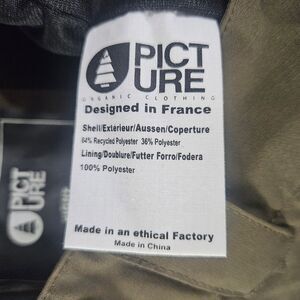 PICT
URE
ORGANIC CLOTHING
Designed in France
Shell/Extérieur/Aussen/Coperture
64% Recycled Polyester 36% Polyester
Lining/Doublure/Futter Forro/Fodera
100% Polyester
Made in an ethical Factory
Made in China
PICT
URE